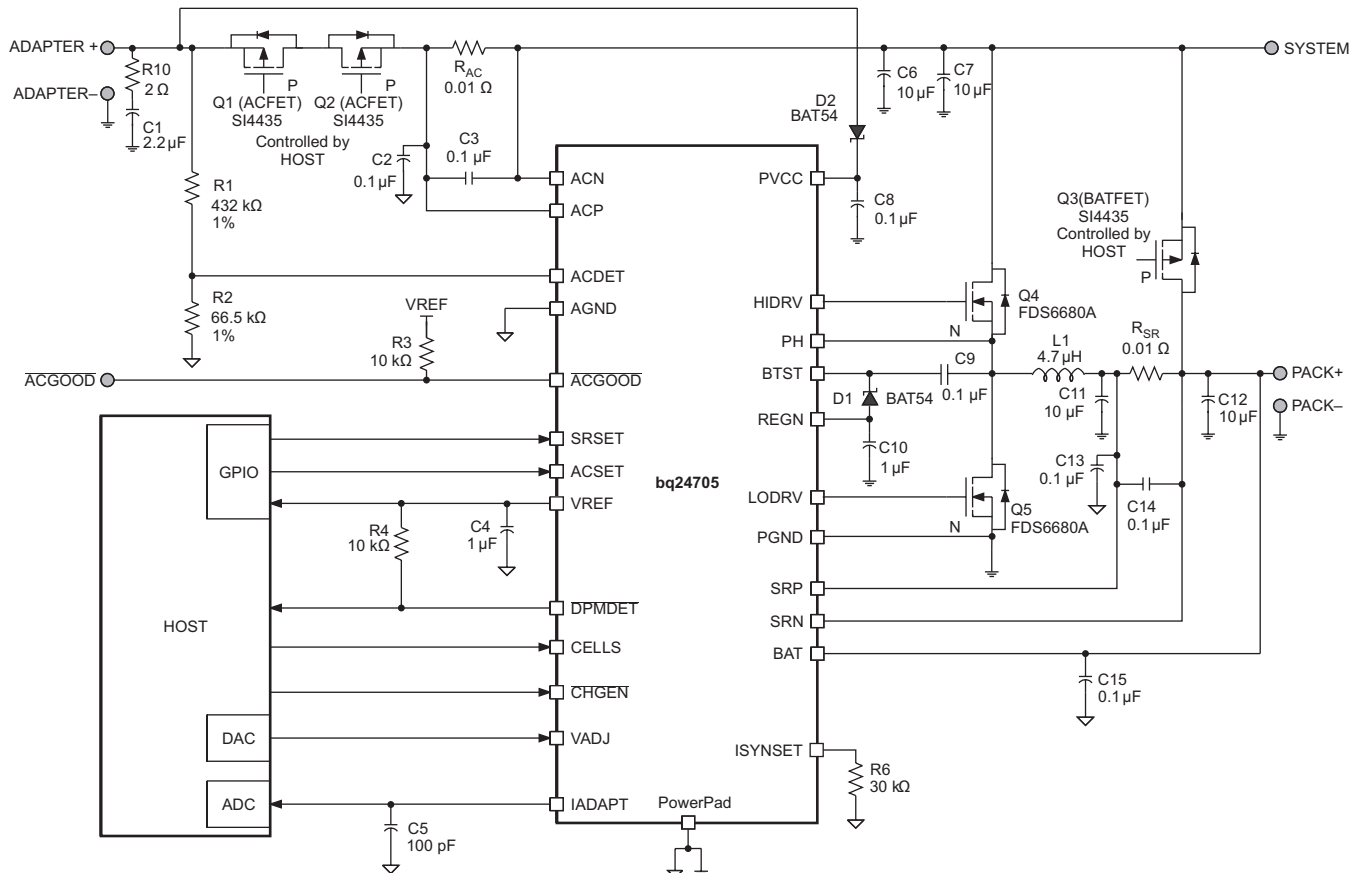 ADAPTER +
ADAPTER–
R10
2 Ω
C1
2.2 µF
P
Q1 (ACFET)
SI4435
P
Q2 (ACFET)
SI4435
Controlled by
HOST
RAC
0.01 Ω
C2
0.1 µF
C3
0.1 µF
R1
432 kΩ
1%
R2
66.5 kΩ
1%
VREF
R3
10 kΩ
ACGOOD
HOST
GPIO
DAC
ADC
R4
10 kΩ
C4
1 µF
C5
100 pF
ACN
ACP
ACDET
AGND
ACGOOD
SRSET
ACSET
VREF
DPMDET
CELLS
CHGEN
VADJ
IADAPT
bq24705
PowerPad
PVCC
HIDRV
PH
BTST
REGN
LODRV
PGND
SRP
SRN
BAT
ISYNSET
D2
BAT54
C8
0.1 µF
C6
10 µF
C7
10 µF
SYSTEM
Q3(BATFET)
SI4435
Controlled by
HOST
P
N
Q4
FDS6680A
C9
0.1 µF
D1
BAT54
C10
1 µF
L1
4.7 µH
RSR
0.01 Ω
C11
10 µF
C12
10 µF
PACK+
PACK–
C13
0.1 µF
C14
0.1 µF
N
Q5
FDS6680A
C15
0.1 µF
R6
30 kΩ